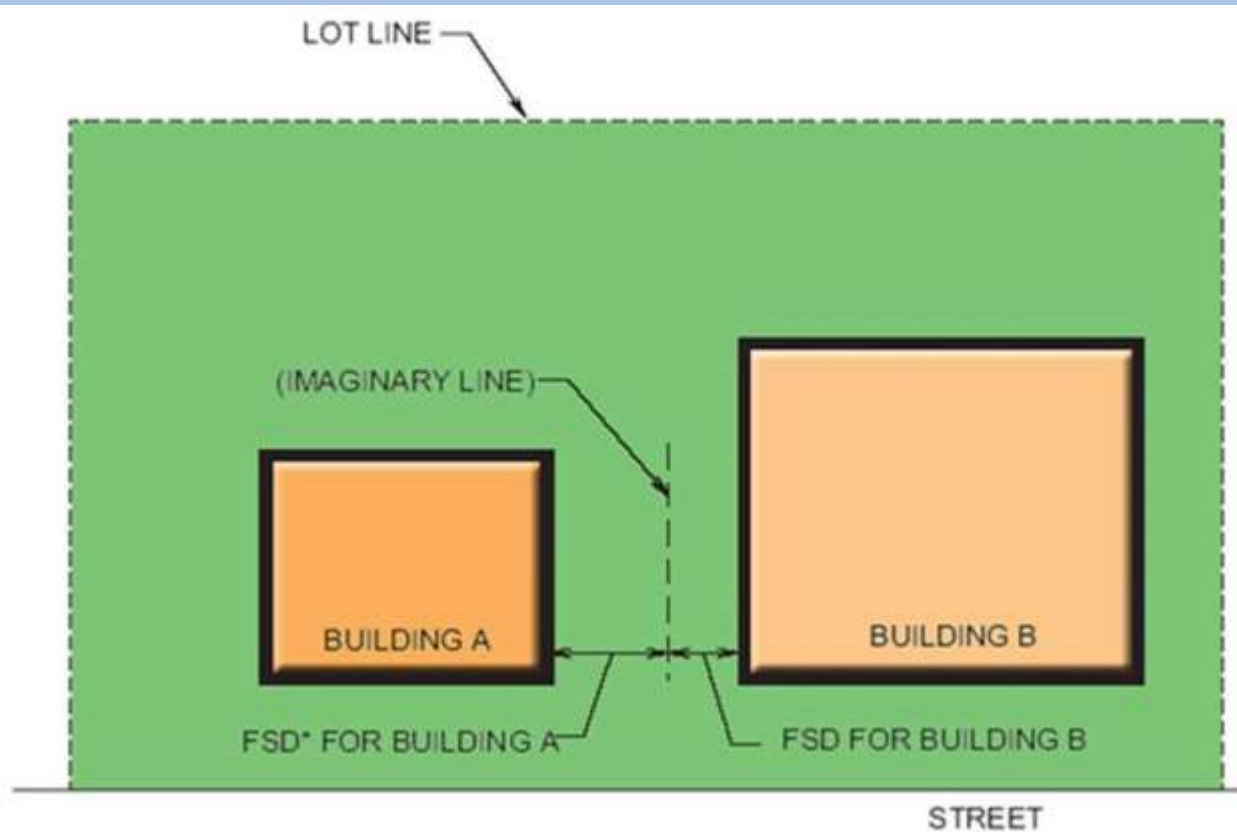 LOT LINE
(IMAGINARY LINE)
BUILDING A
BUILDING B
FSD* FOR BUILDING A
FSD FOR BUILDING B
STREET